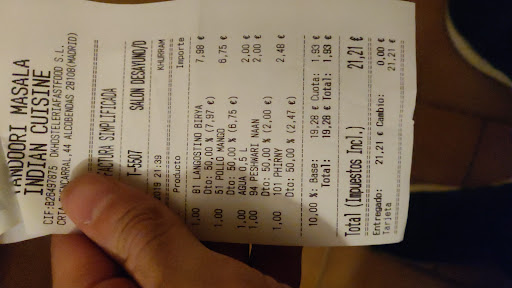 TANDOORI MASALA
INDIAN CUISINE
CIF:B26497875 DKHOSTELERIAFASTFOOD S.L.
CRTA. 44 ALCOBENDAS 28108(MADRID)
FACTURA SIMPLIFICADA
T-5507 SALON DESAYUNO/D
2019 21:39 KHURRAM
Producto Importe
1,00 81 LANGOSTINO BIRYA 7,98 €
Dto: 50,00 % (7,97 €)
1,00 51 POLLO MANGO 6,75 €
Dto: 50,00 % (6,75 €)
1,00 AGUA 0,5 L 2,00 €
1,00 94 PESHWARI NAAN 2,00 €
Dto: 50,00 % (2,00 €)
1,00 101 PHIRNY 2,48 €
Dto: 50,00 % (2,47 €)
10,00 %: Base: 19,28 € Cuota: 1,93 €
Total: 19,28 € Total: 1,93 €
Total (Impuestos Incl.) 21,21 €
Entregado: 21,21 € Cambio: 0,00 €
Tarjeta 21,21 €